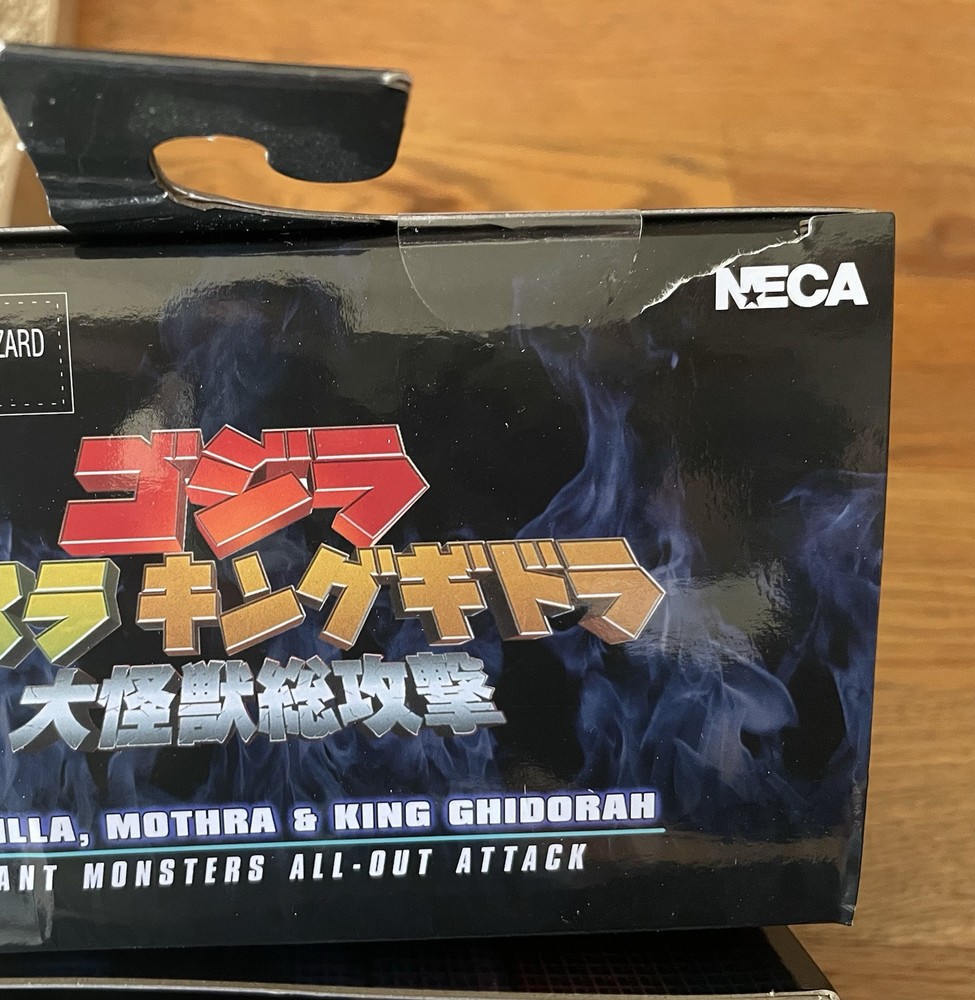 NECA
ZARD
ゴジラ
ラ キングギドラ
大怪獣総攻撃
ILLA, MOTHRA & KING GHIDORAH
ANT MONSTERS ALL-OUT ATTACK